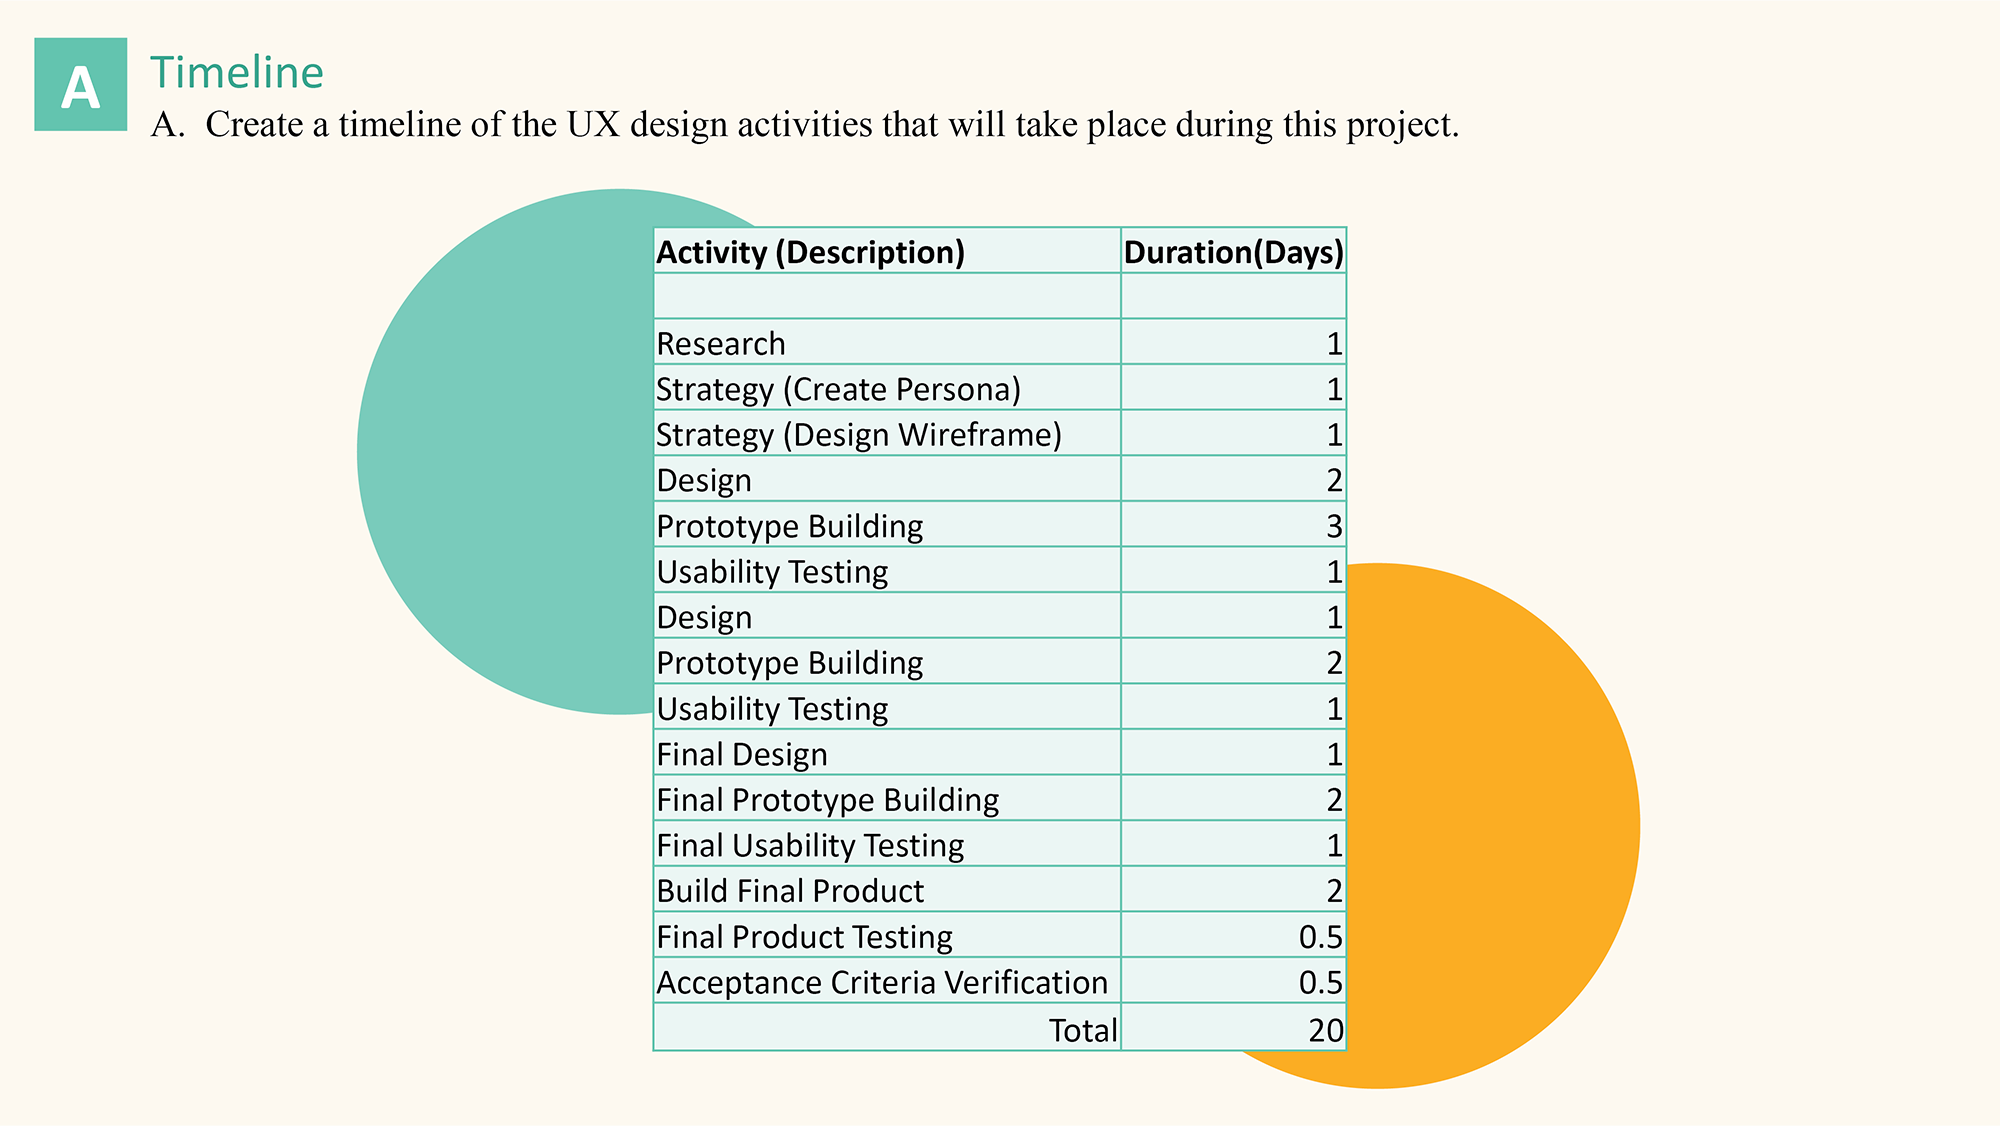 A
Timeline
A. Create a timeline of the UX design activities that will take place during this project.
Activity (Description) Duration(Days)
Research 1
Strategy (Create Persona) 1
Strategy (Design Wireframe) 1
Design 2
Prototype Building 3
Usability Testing 1
Design 1
Prototype Building 2
Usability Testing 1
Final Design 1
Final Prototype Building 2
Final Usability Testing 1
Build Final Product 2
Final Product Testing 0.5
Acceptance Criteria Verification 0.5
Total 20